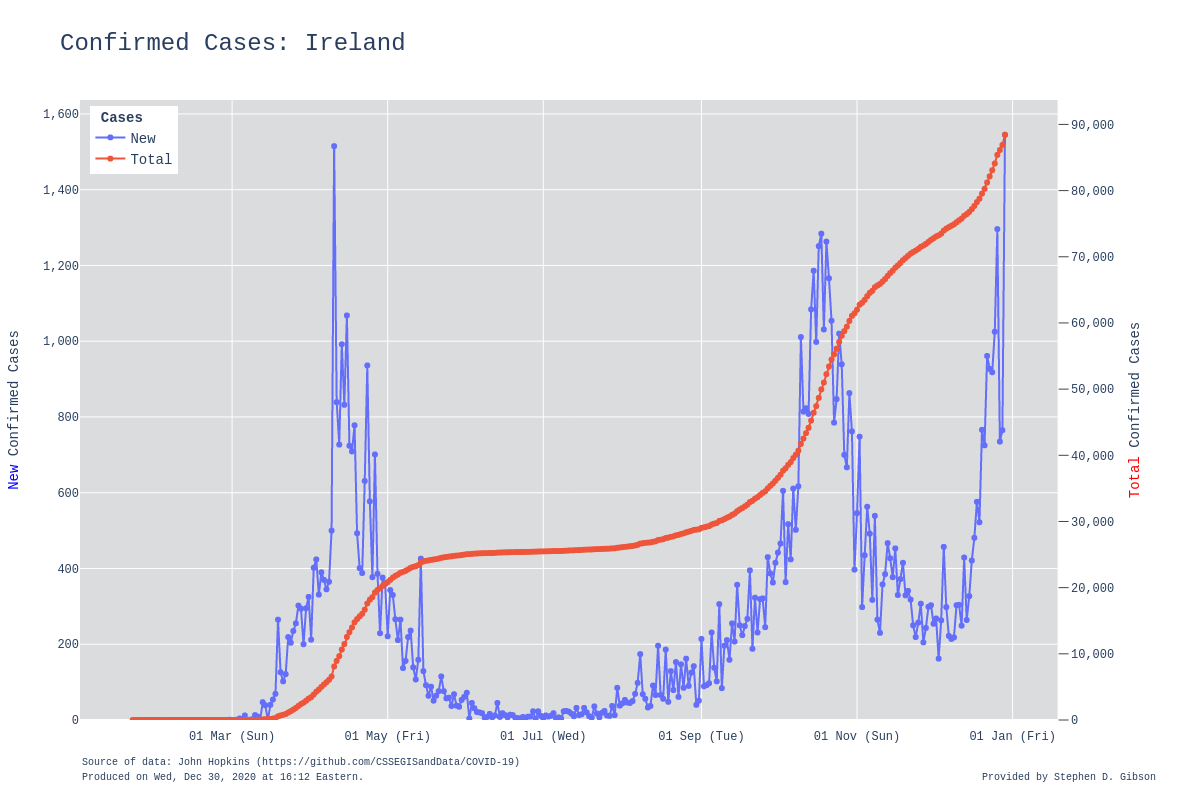 Confirmed Cases: Ireland
Cases
New
Total
1,600
1,400
1,200
1,000
800
600
400
200
0
90,000
80,000
70,000
60,000
50,000
40,000
30,000
20,000
10,000
0
New Confirmed Cases
Total Confirmed Cases
01 Mar (Sun)
01 May (Fri)
01 Jul (Wed)
01 Sep (Tue)
01 Nov (Sun)
01 Jan (Fri)
Source of data: John Hopkins (https://github.com/CSSEGISandData/COVID-19)
Produced on Wed, Dec 30, 2020 at 16:12 Eastern.
Provided by Stephen D. Gibson